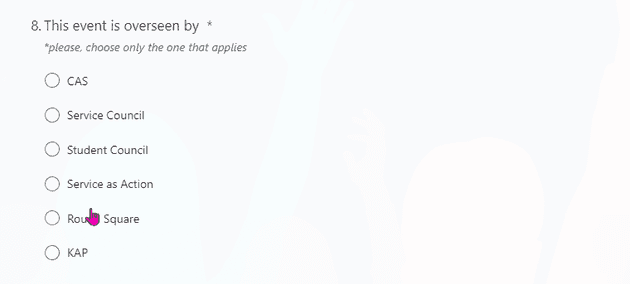 8. This event is overseen by *
*please, choose only the one that applies
CAS
Service Council
Student Council
Service as Action
Square
KAP